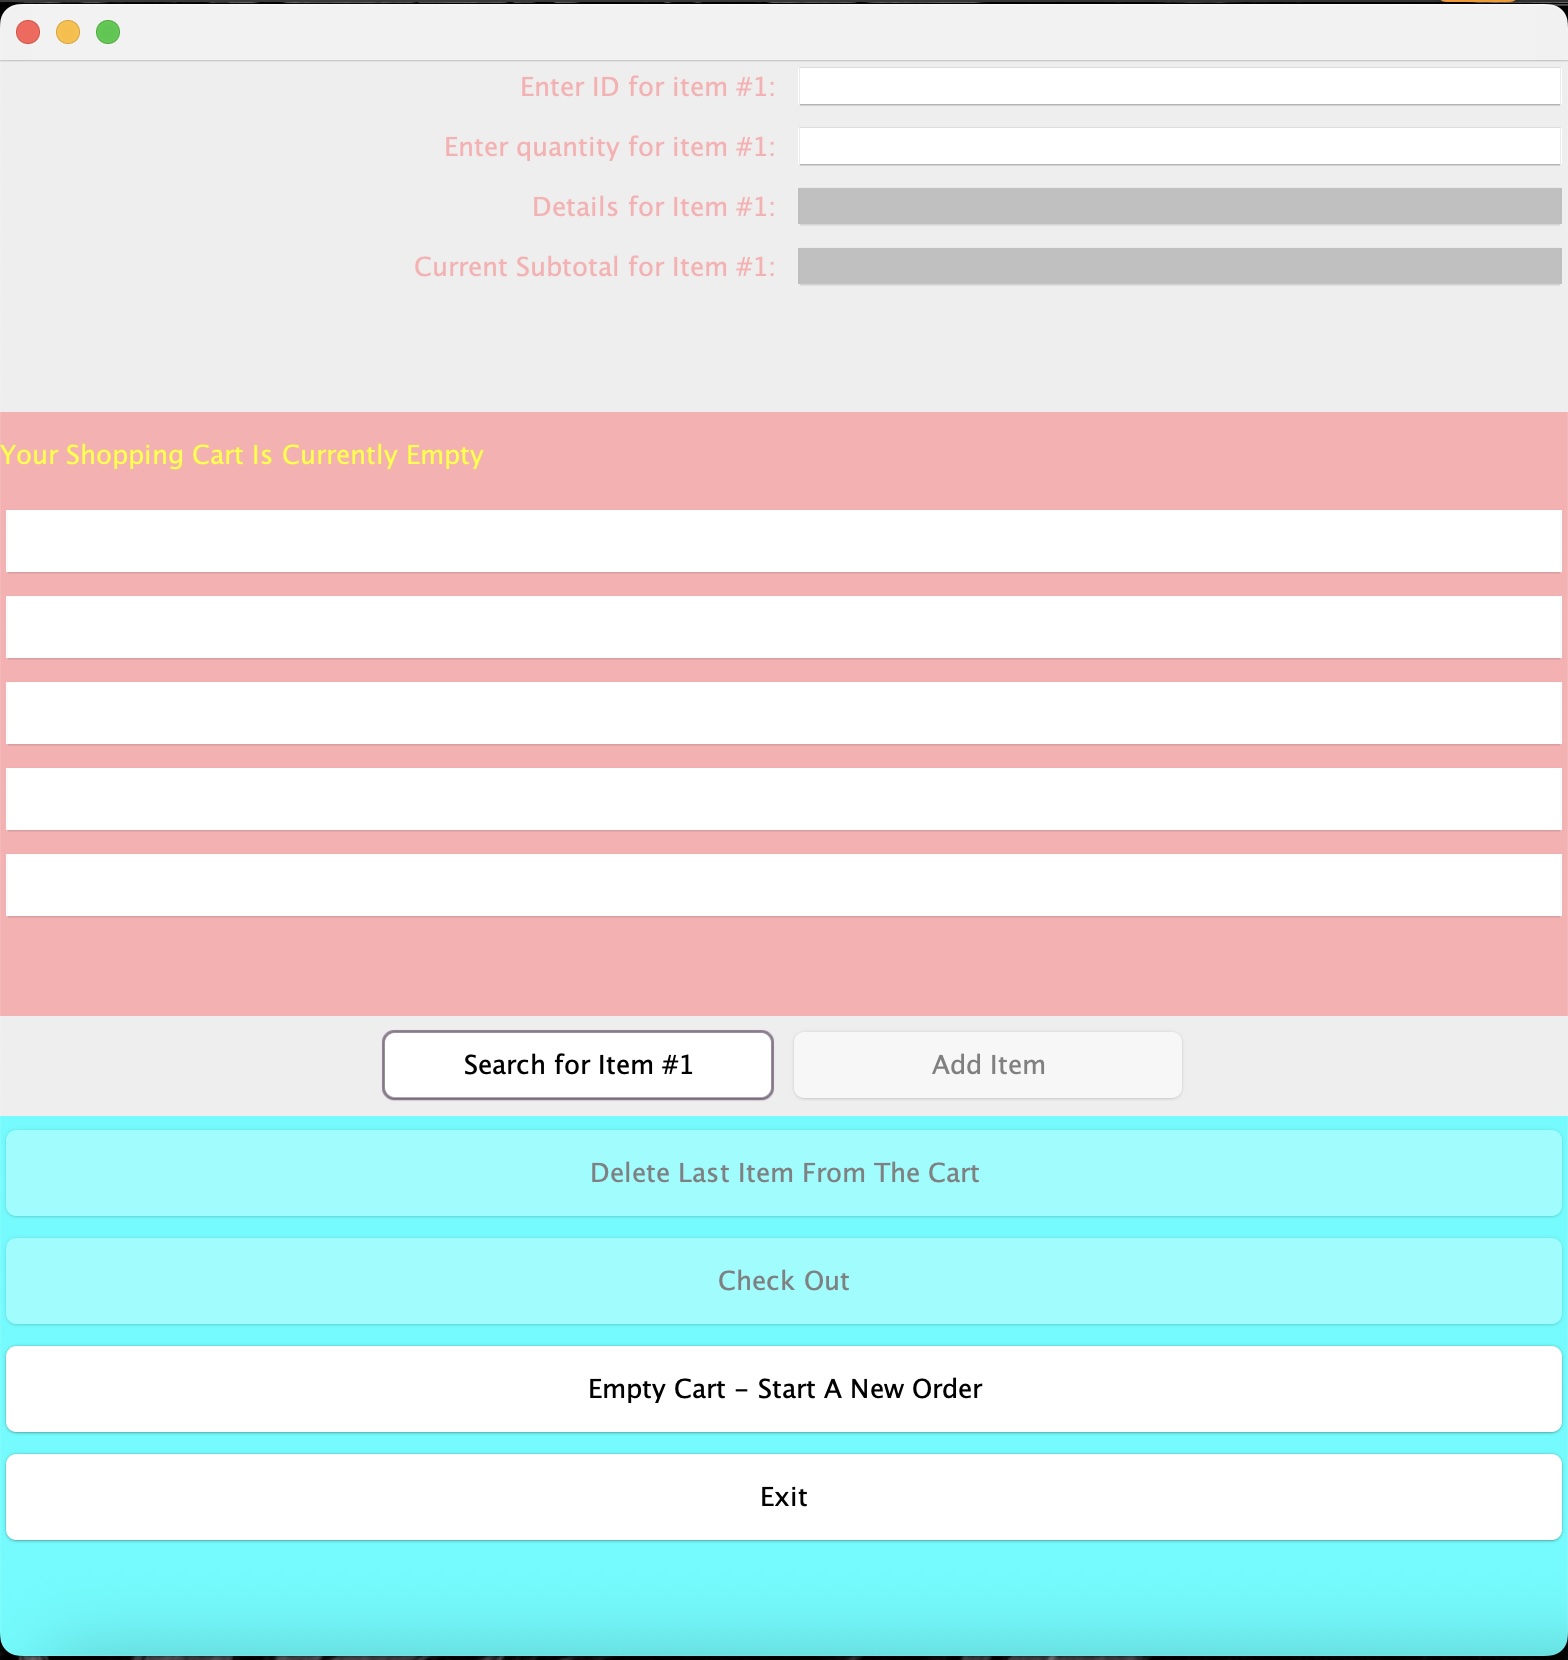 Enter ID for item #1:
Enter quantity for item #1:
Details for Item #1:
Current Subtotal for Item #1:
Your Shopping Cart Is Currently Empty
Search for Item #1
Add Item
Delete Last Item From The Cart
Check Out
Empty Cart – Start A New Order
Exit